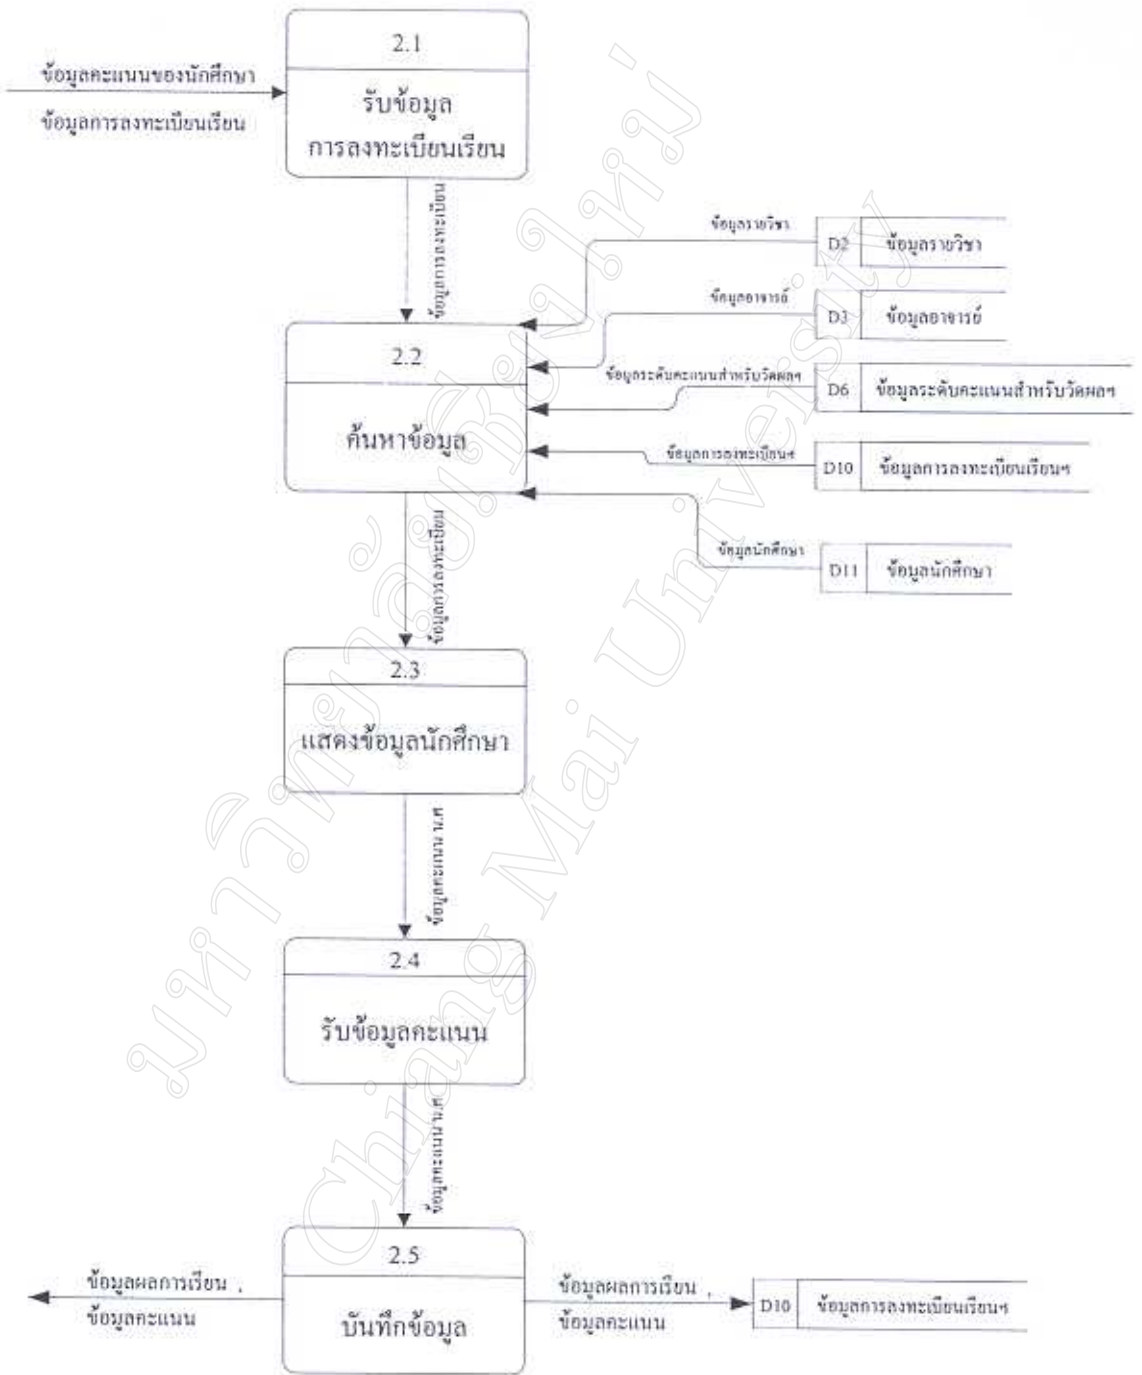 2.1
ข้อมูลคะแนนของนักศึกษา
รับข้อมูล
ข้อมูลการลงทะเบียนเรียน
การลงทะเบียนเรียน
ข้อมูลการลงทะเบียน
ข้อมูลรายวิชา
D2 ข้อมูลรายวิชา
ข้อมูลอาจารย์
D3 ข้อมูลอาจารย์
2.2
ข้อมูลระดับคะแนนสำหรับวัดผลฯ
D6 ข้อมูลระดับคะแนนสำหรับวัดผลฯ
ค้นหาข้อมูล
ข้อมูลการลงทะเบียนฯ
D10 ข้อมูลการลงทะเบียนเรียนฯ
ข้อมูลนักศึกษา
D11 ข้อมูลนักศึกษา
ข้อมูลการลงทะเบียน
2.3
แสดงข้อมูลนักศึกษา
ข้อมูลคะแนน น.ศ
2.4
รับข้อมูลคะแนน
ข้อมูลคะแนน น.ศ
2.5
ข้อมูลผลการเรียน ,
ข้อมูลคะแนน
บันทึกข้อมูล
ข้อมูลผลการเรียน ,
ข้อมูลคะแนน
D10 ข้อมูลการลงทะเบียนเรียนฯ
มหาวิทยาลัยเชียงใหม่
Chiang Mai University